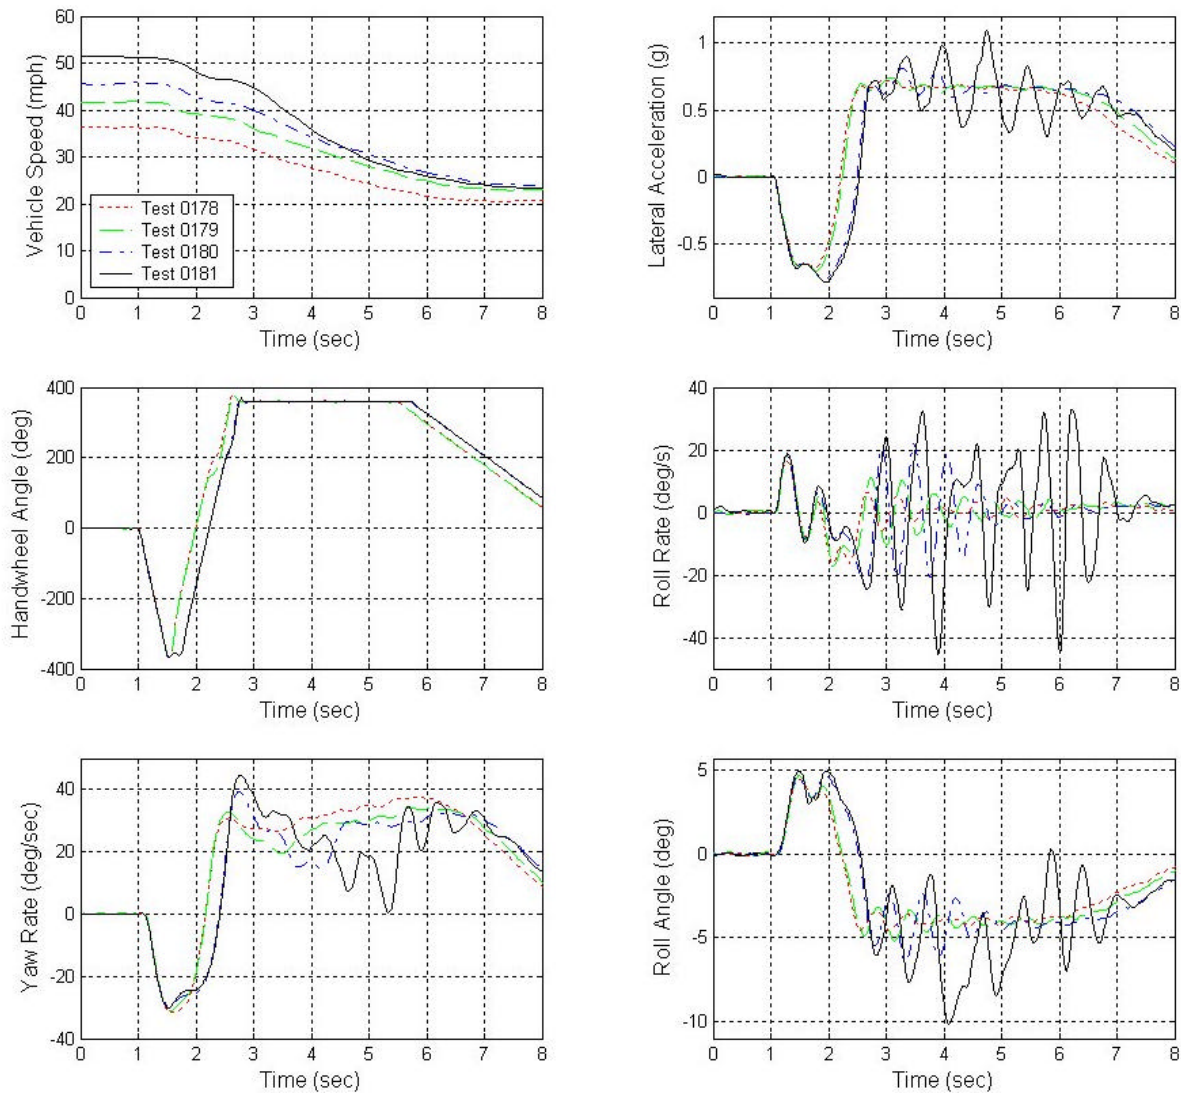 Vehicle Speed (mph)
60
50
40
30
20
10
0
Test 0178
Test 0179
Test 0180
Test 0181
0 1 2 3 4 5 6 7 8
Time (sec)
Lateral Acceleration (g)
1
0.5
0
-0.5
0 1 2 3 4 5 6 7 8
Time (sec)
Handwheel Angle (deg)
400
200
0
-200
-400
0 1 2 3 4 5 6 7 8
Time (sec)
Roll Rate (deg/s)
40
20
0
-20
-40
0 1 2 3 4 5 6 7 8
Time (sec)
Yaw Rate (deg/sec)
40
20
0
-20
-40
0 1 2 3 4 5 6 7 8
Time (sec)
Roll Angle (deg)
5
0
-5
-10
0 1 2 3 4 5 6 7 8
Time (sec)